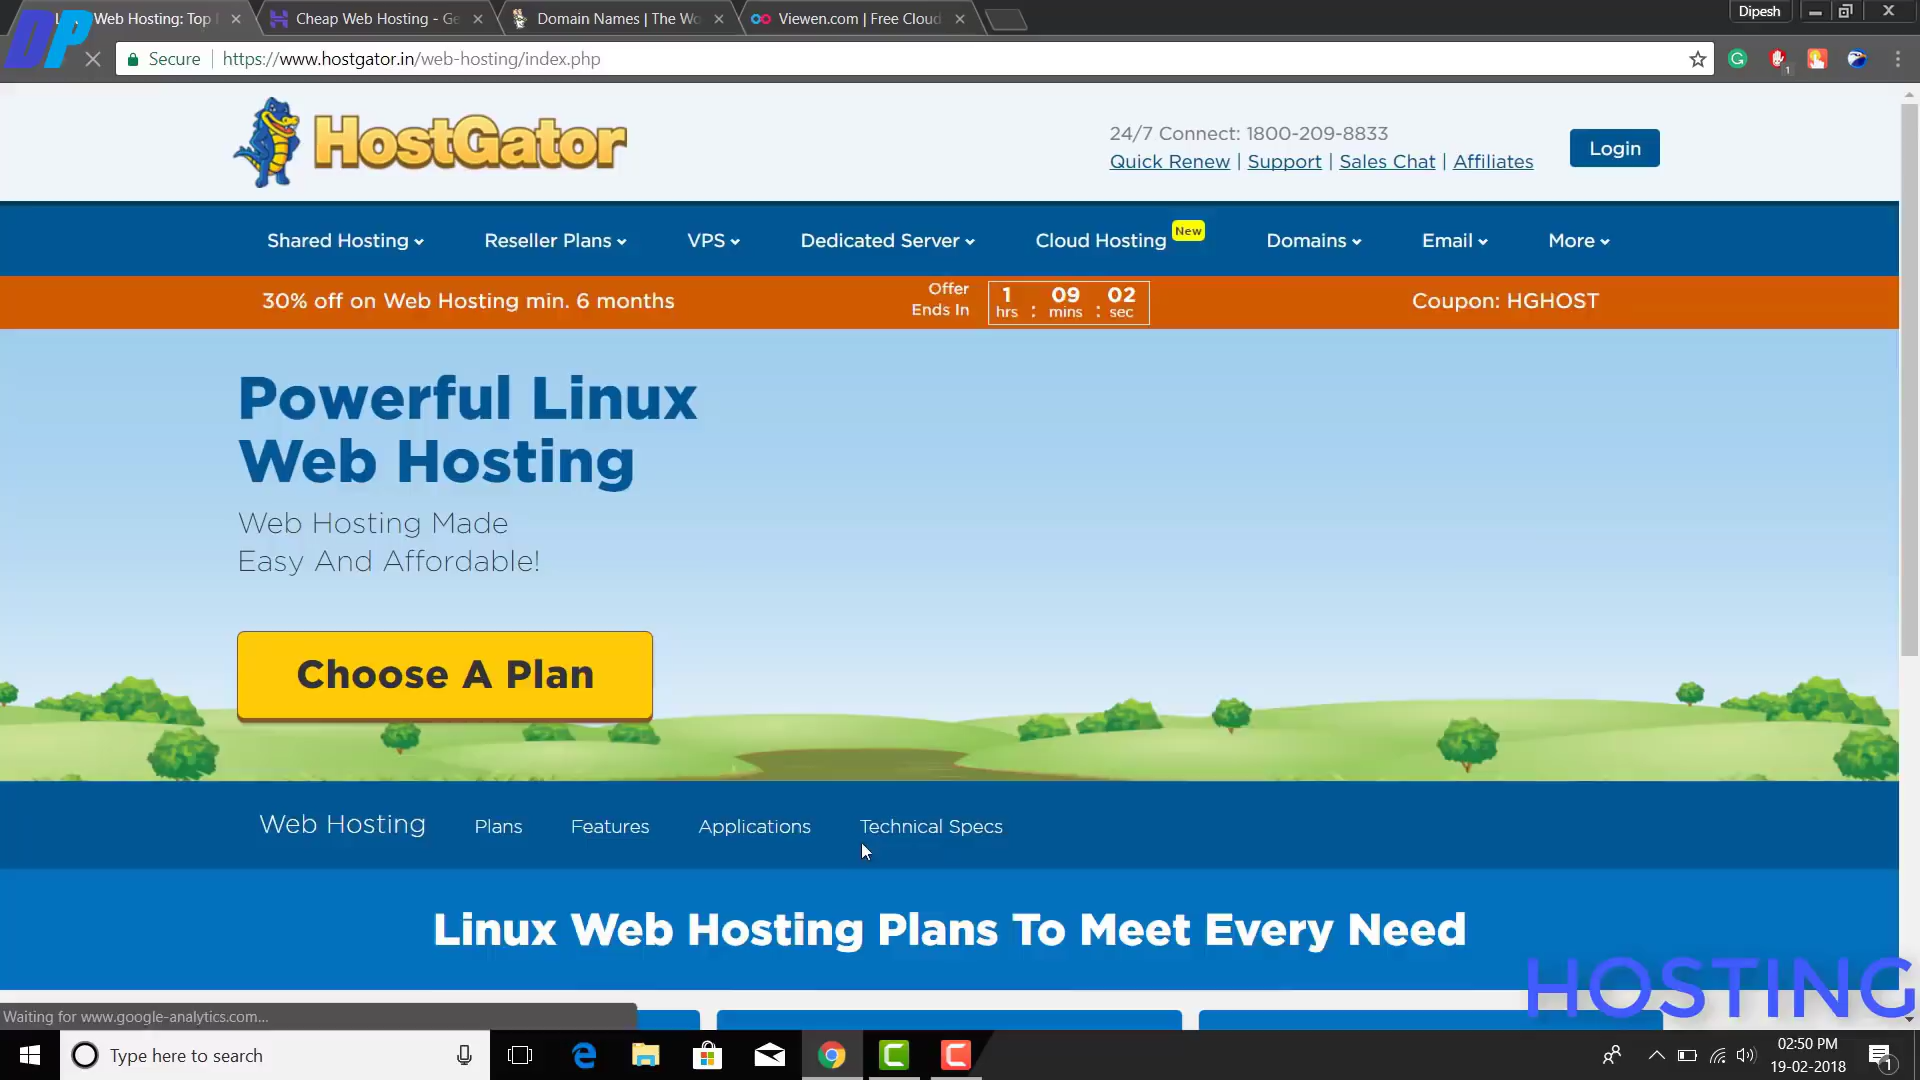 Web Hosting: Top
Cheap Web Hosting - Ge
Domain Names | The Wo
Viewen.com | Free Cloud
Dipesh
DP
Secure
https://www.hostgator.in/web-hosting/index.php
1
HostGator
24/7 Connect: 1800-209-8833
Quick Renew | Support | Sales Chat | Affiliates
Login
Shared Hosting
Reseller Plans
VPS
Dedicated Server
Cloud Hosting
New
Domains
Email
More
30% off on Web Hosting min. 6 months
Offer
Ends In
1 09 02
hrs : mins : sec
Coupon: HGHOST
Powerful Linux
Web Hosting
Web Hosting Made
Easy And Affordable!
Choose A Plan
Web Hosting
Plans
Features
Applications
Technical Specs
Linux Web Hosting Plans To Meet Every Need
HOSTING
Waiting for www.google-analytics.com...
Type here to search
02:50 PM
19-02-2018
1